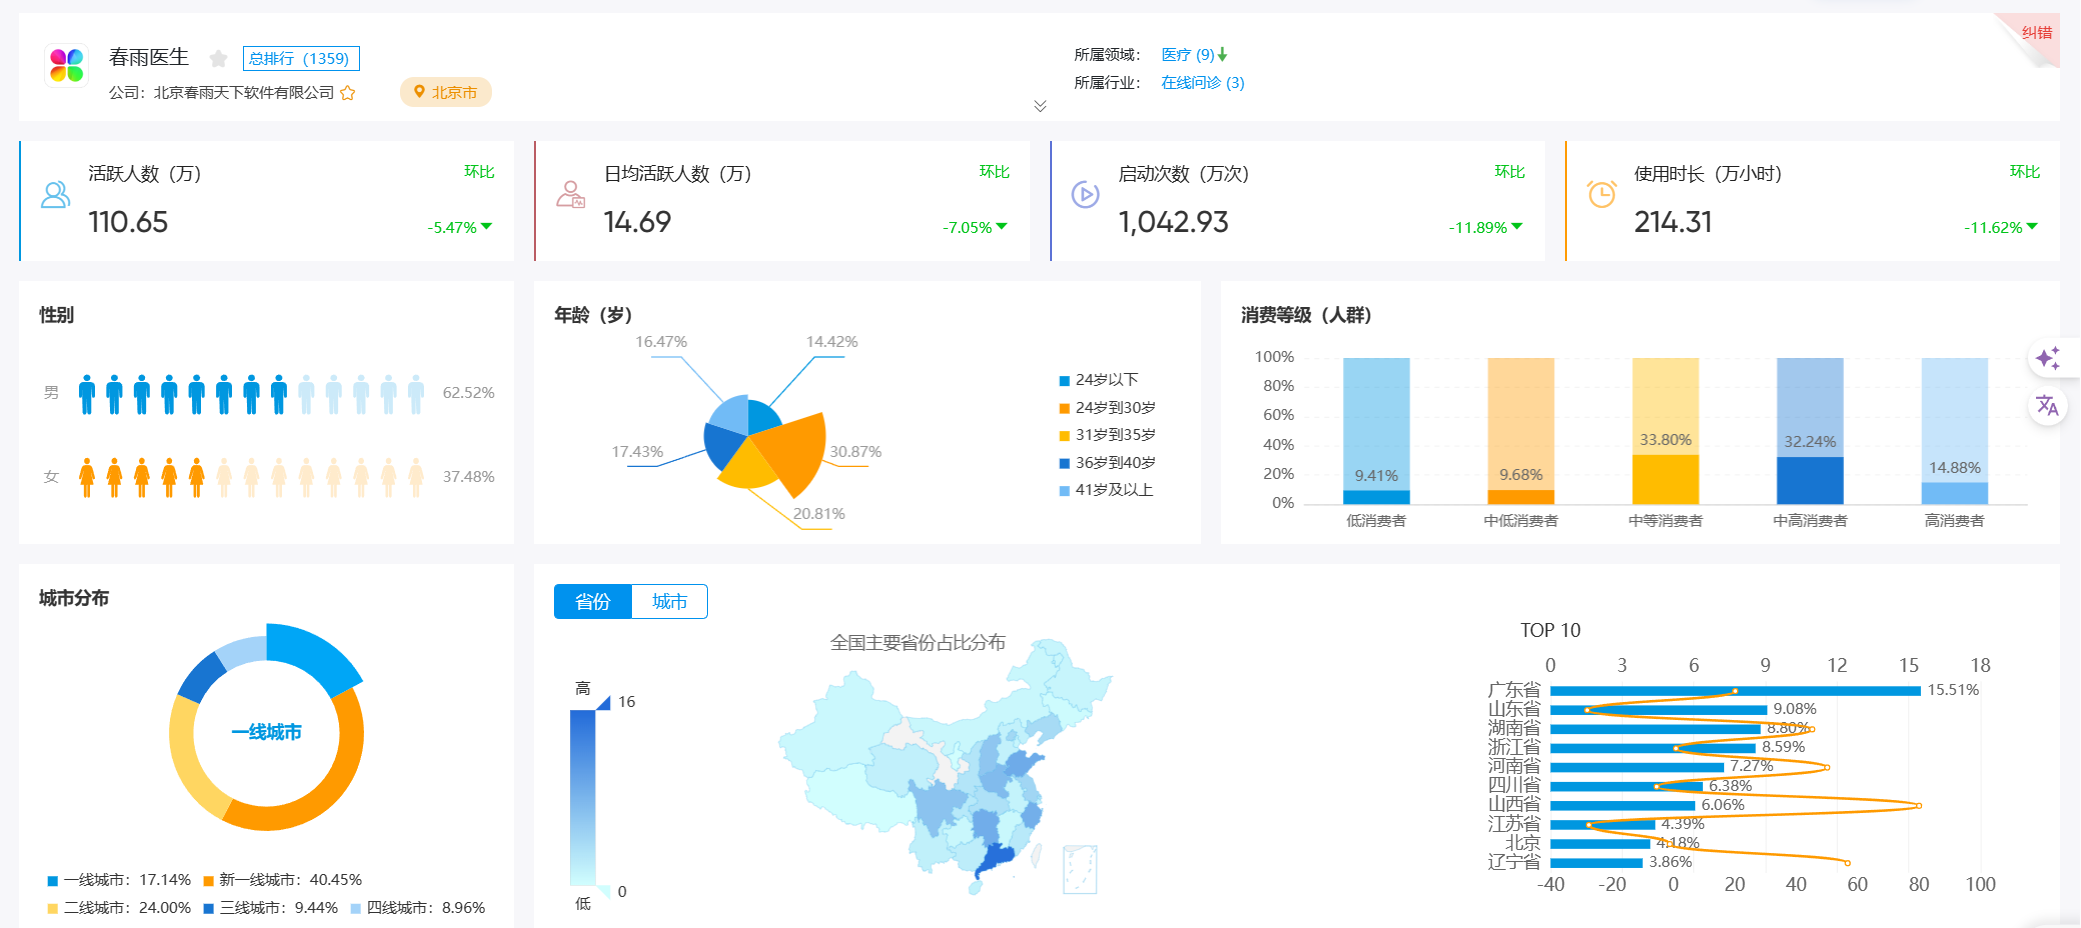 纠错
春雨医生
总排行（1359）
公司：北京春雨天下软件有限公司
北京市
所属领域：
医疗 (9)
所属行业：
在线问诊 (3)
活跃人数（万）
环比
110.65
-5.47%
日均活跃人数（万）
环比
14.69
-7.05%
启动次数（万次）
环比
1,042.93
-11.89%
使用时长（万小时）
环比
214.31
-11.62%
性别
男
62.52%
女
37.48%
年龄（岁）
16.47%
14.42%
17.43%
30.87%
20.81%
24岁以下
24岁到30岁
31岁到35岁
36岁到40岁
41岁及以上
消费等级（人群）
100%
80%
60%
40%
20%
0%
9.41%
9.68%
33.80%
32.24%
14.88%
低消费者
中低消费者
中等消费者
中高消费者
高消费者
城市分布
一线城市
一线城市：17.14%
新一线城市：40.45%
二线城市：24.00%
三线城市：9.44%
四线城市：8.96%
省份
城市
全国主要省份占比分布
高
16
0
低
TOP 10
0 3 6 9 12 15 18
广东省 15.51%
山东省 9.08%
湖南省 8.80%
浙江省 8.59%
河南省 7.27%
四川省 6.38%
山西省 6.06%
江苏省 4.39%
北京 4.18%
辽宁省 3.86%
-40 -20 0 20 40 60 80 100